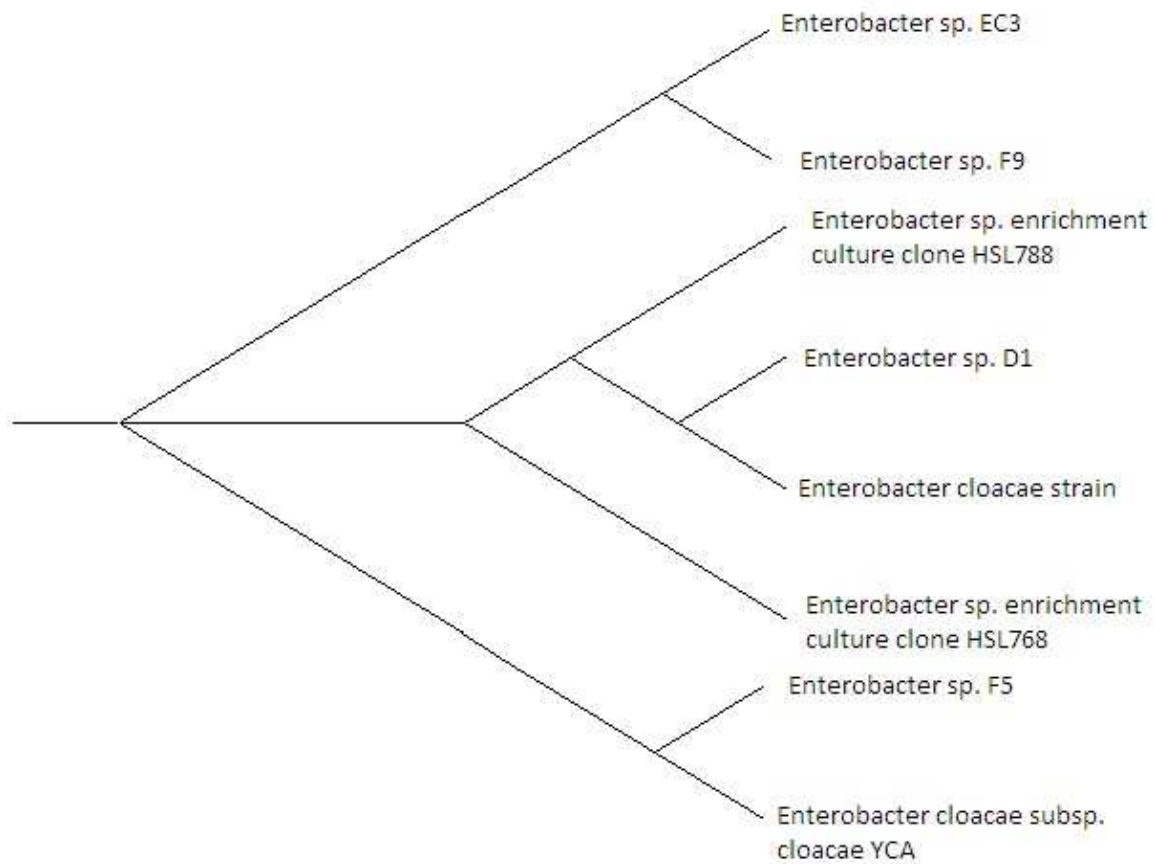 Enterobacter sp. EC3
Enterobacter sp. F9
Enterobacter sp. enrichment
culture clone HSL788
Enterobacter sp. D1
Enterobacter cloacae strain
Enterobacter sp. enrichment
culture clone HSL768
Enterobacter sp. F5
Enterobacter cloacae subsp.
cloacae YCA